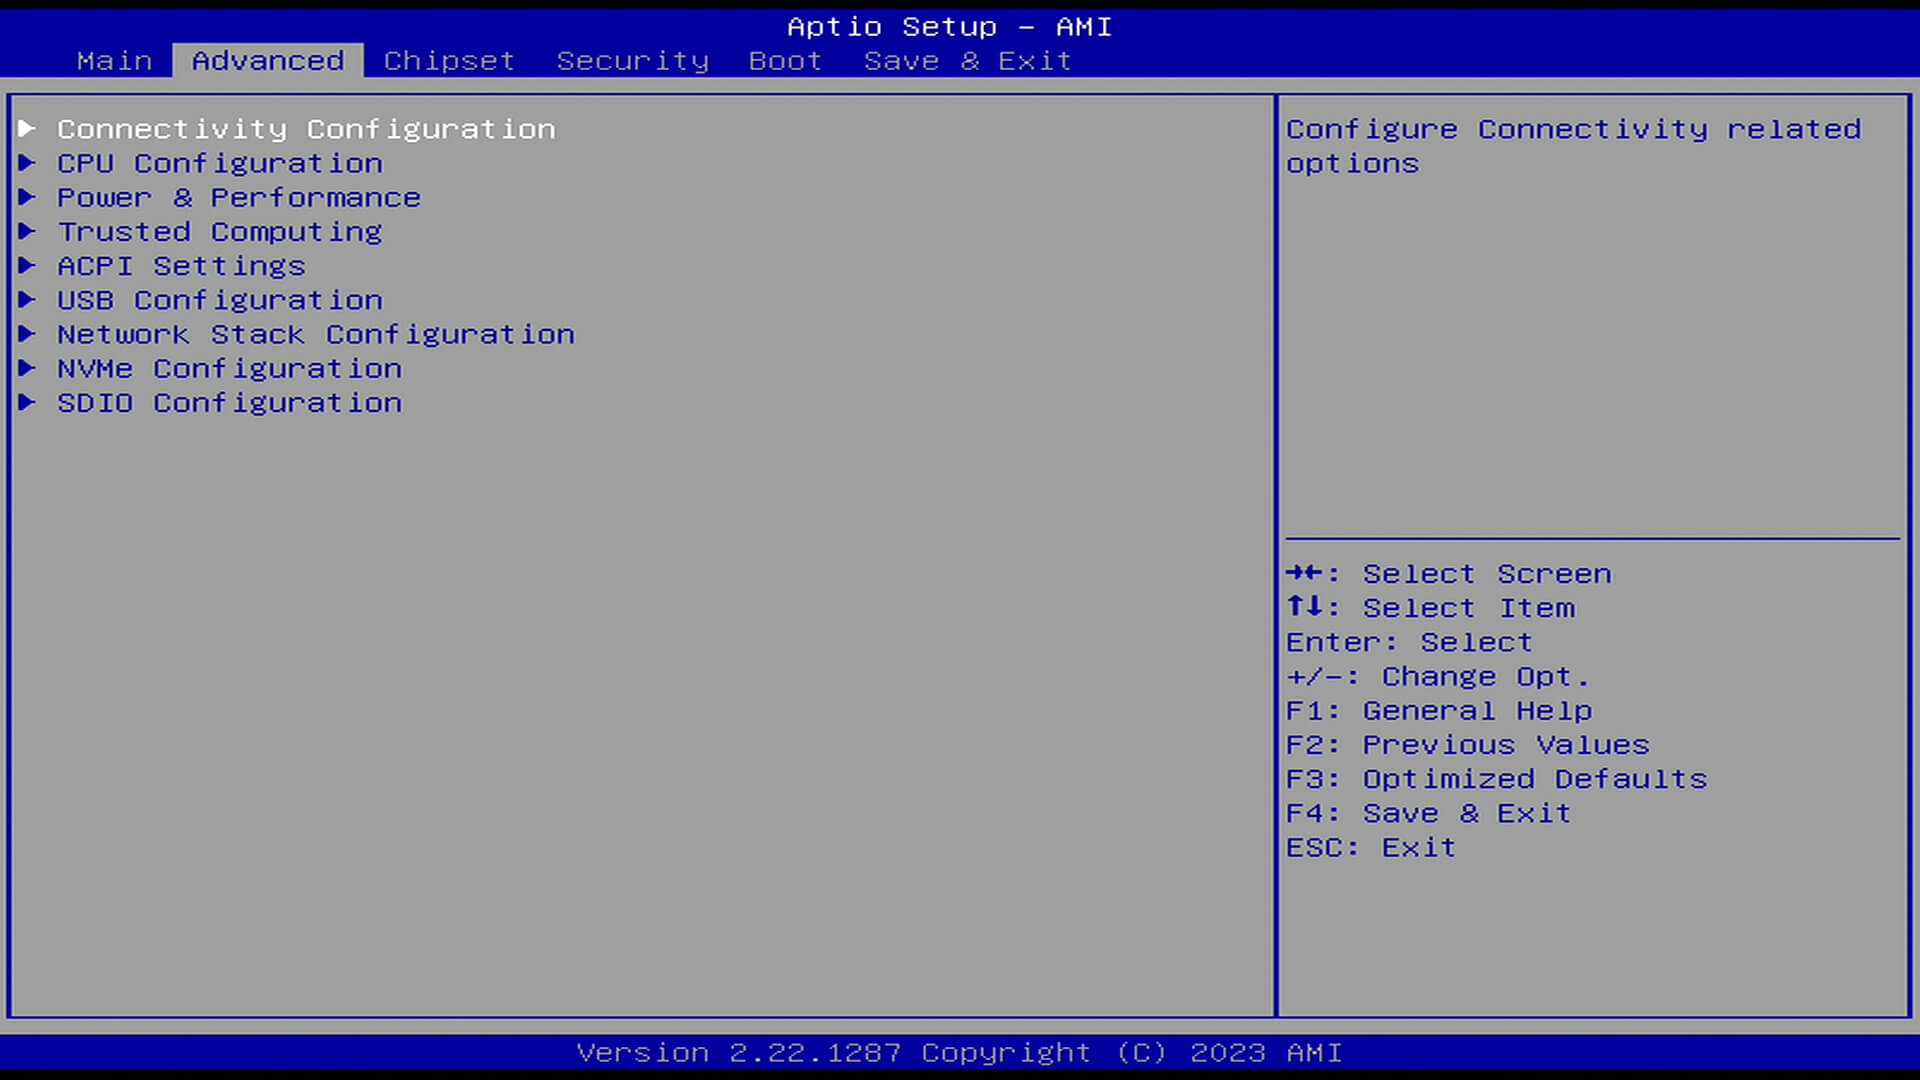 Aptio Setup - AMI
Main Advanced Chipset Security Boot Save & Exit
▶ Connectivity Configuration
▶ CPU Configuration
▶ Power & Performance
▶ Trusted Computing
▶ ACPI Settings
▶ USB Configuration
▶ Network Stack Configuration
▶ NVMe Configuration
▶ SDIO Configuration
Configure Connectivity related
options
→←: Select Screen
↑↓: Select Item
Enter: Select
+/-: Change Opt.
F1: General Help
F2: Previous Values
F3: Optimized Defaults
F4: Save & Exit
ESC: Exit
Version 2.22.1287 Copyright (C) 2023 AMI